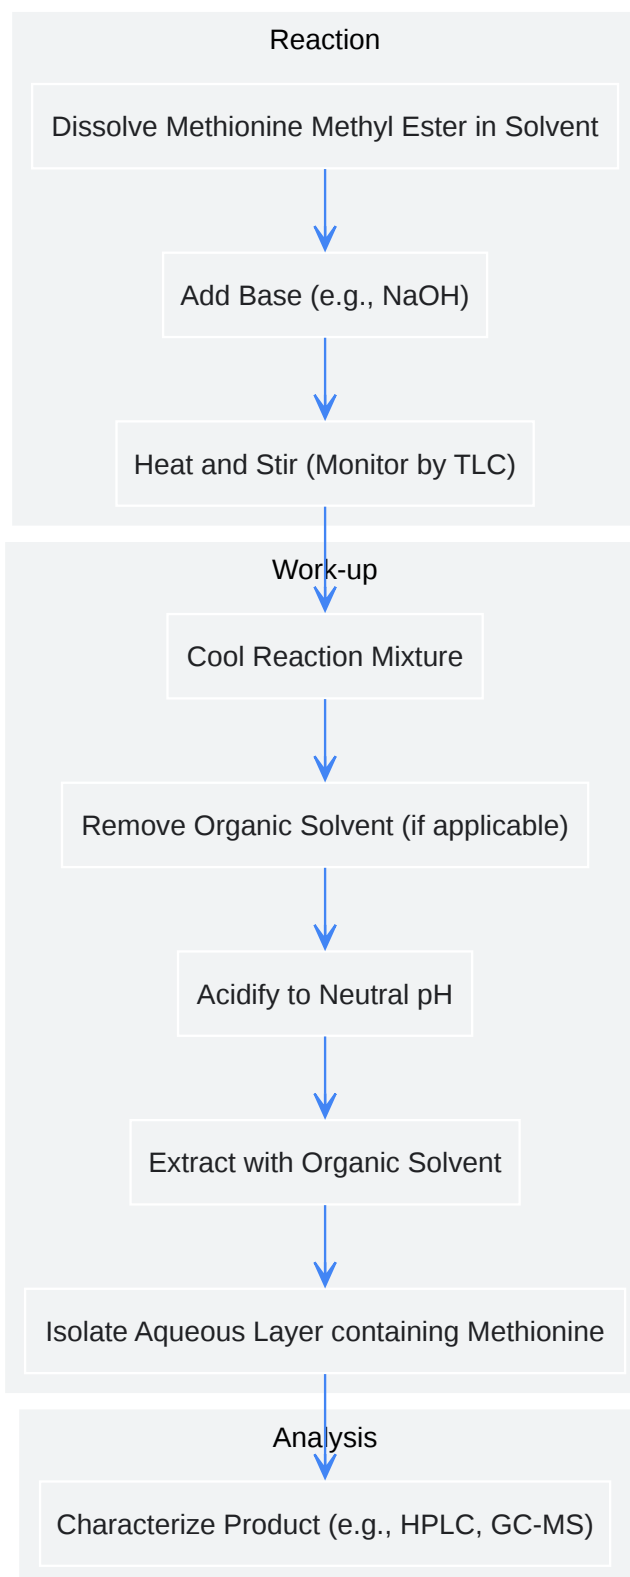 Reaction
Dissolve Methionine Methyl Ester in Solvent
Add Base (e.g., NaOH)
Heat and Stir (Monitor by TLC)
Work-up
Cool Reaction Mixture
Remove Organic Solvent (if applicable)
Acidify to Neutral pH
Extract with Organic Solvent
Isolate Aqueous Layer containing Methionine
Analysis
Characterize Product (e.g., HPLC, GC-MS)